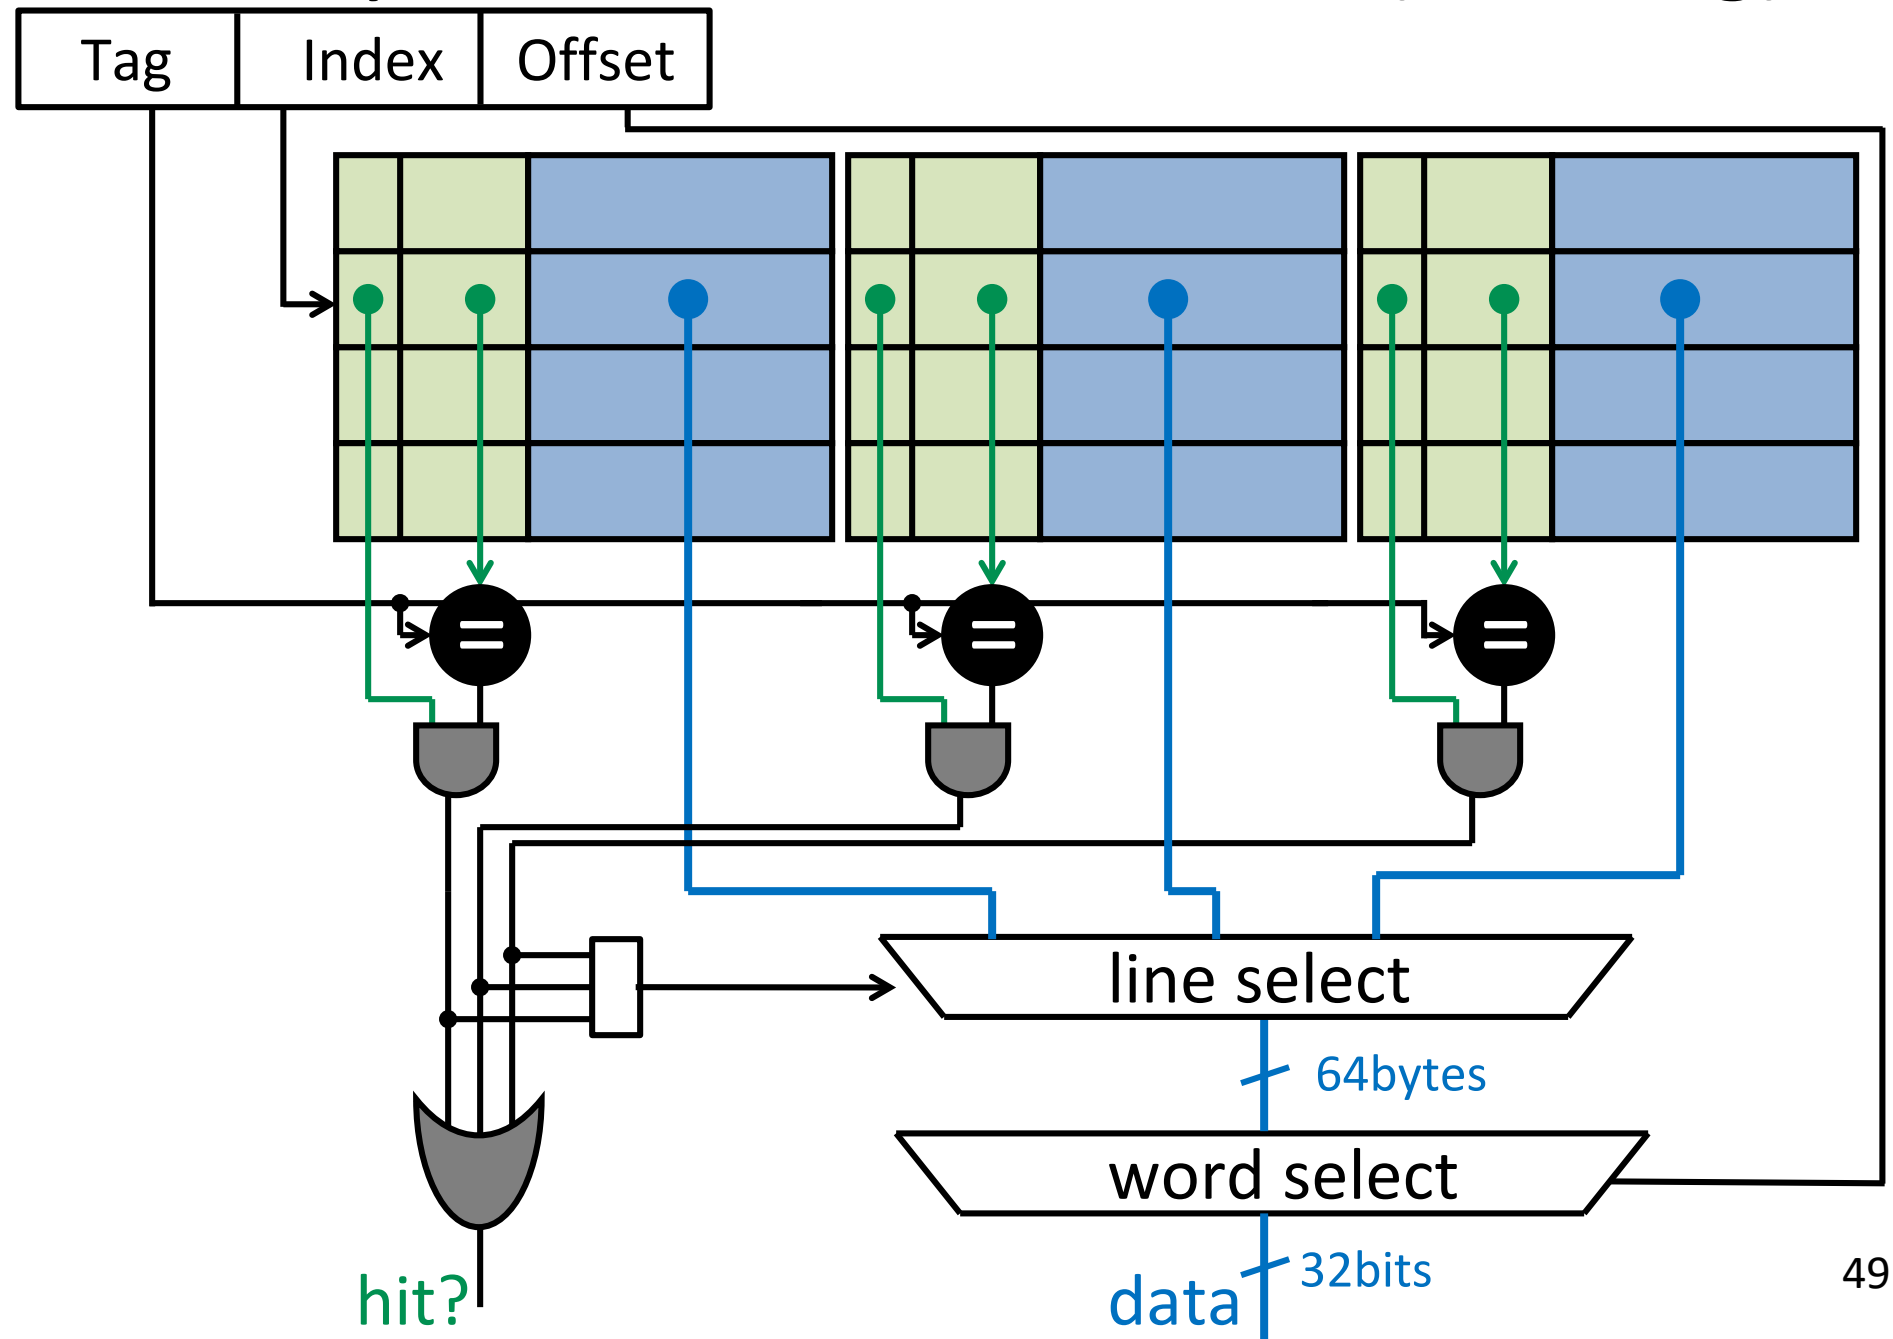 Tag Index Offset
=
=
=
line select
64bytes
word select
32bits
hit?
data
49